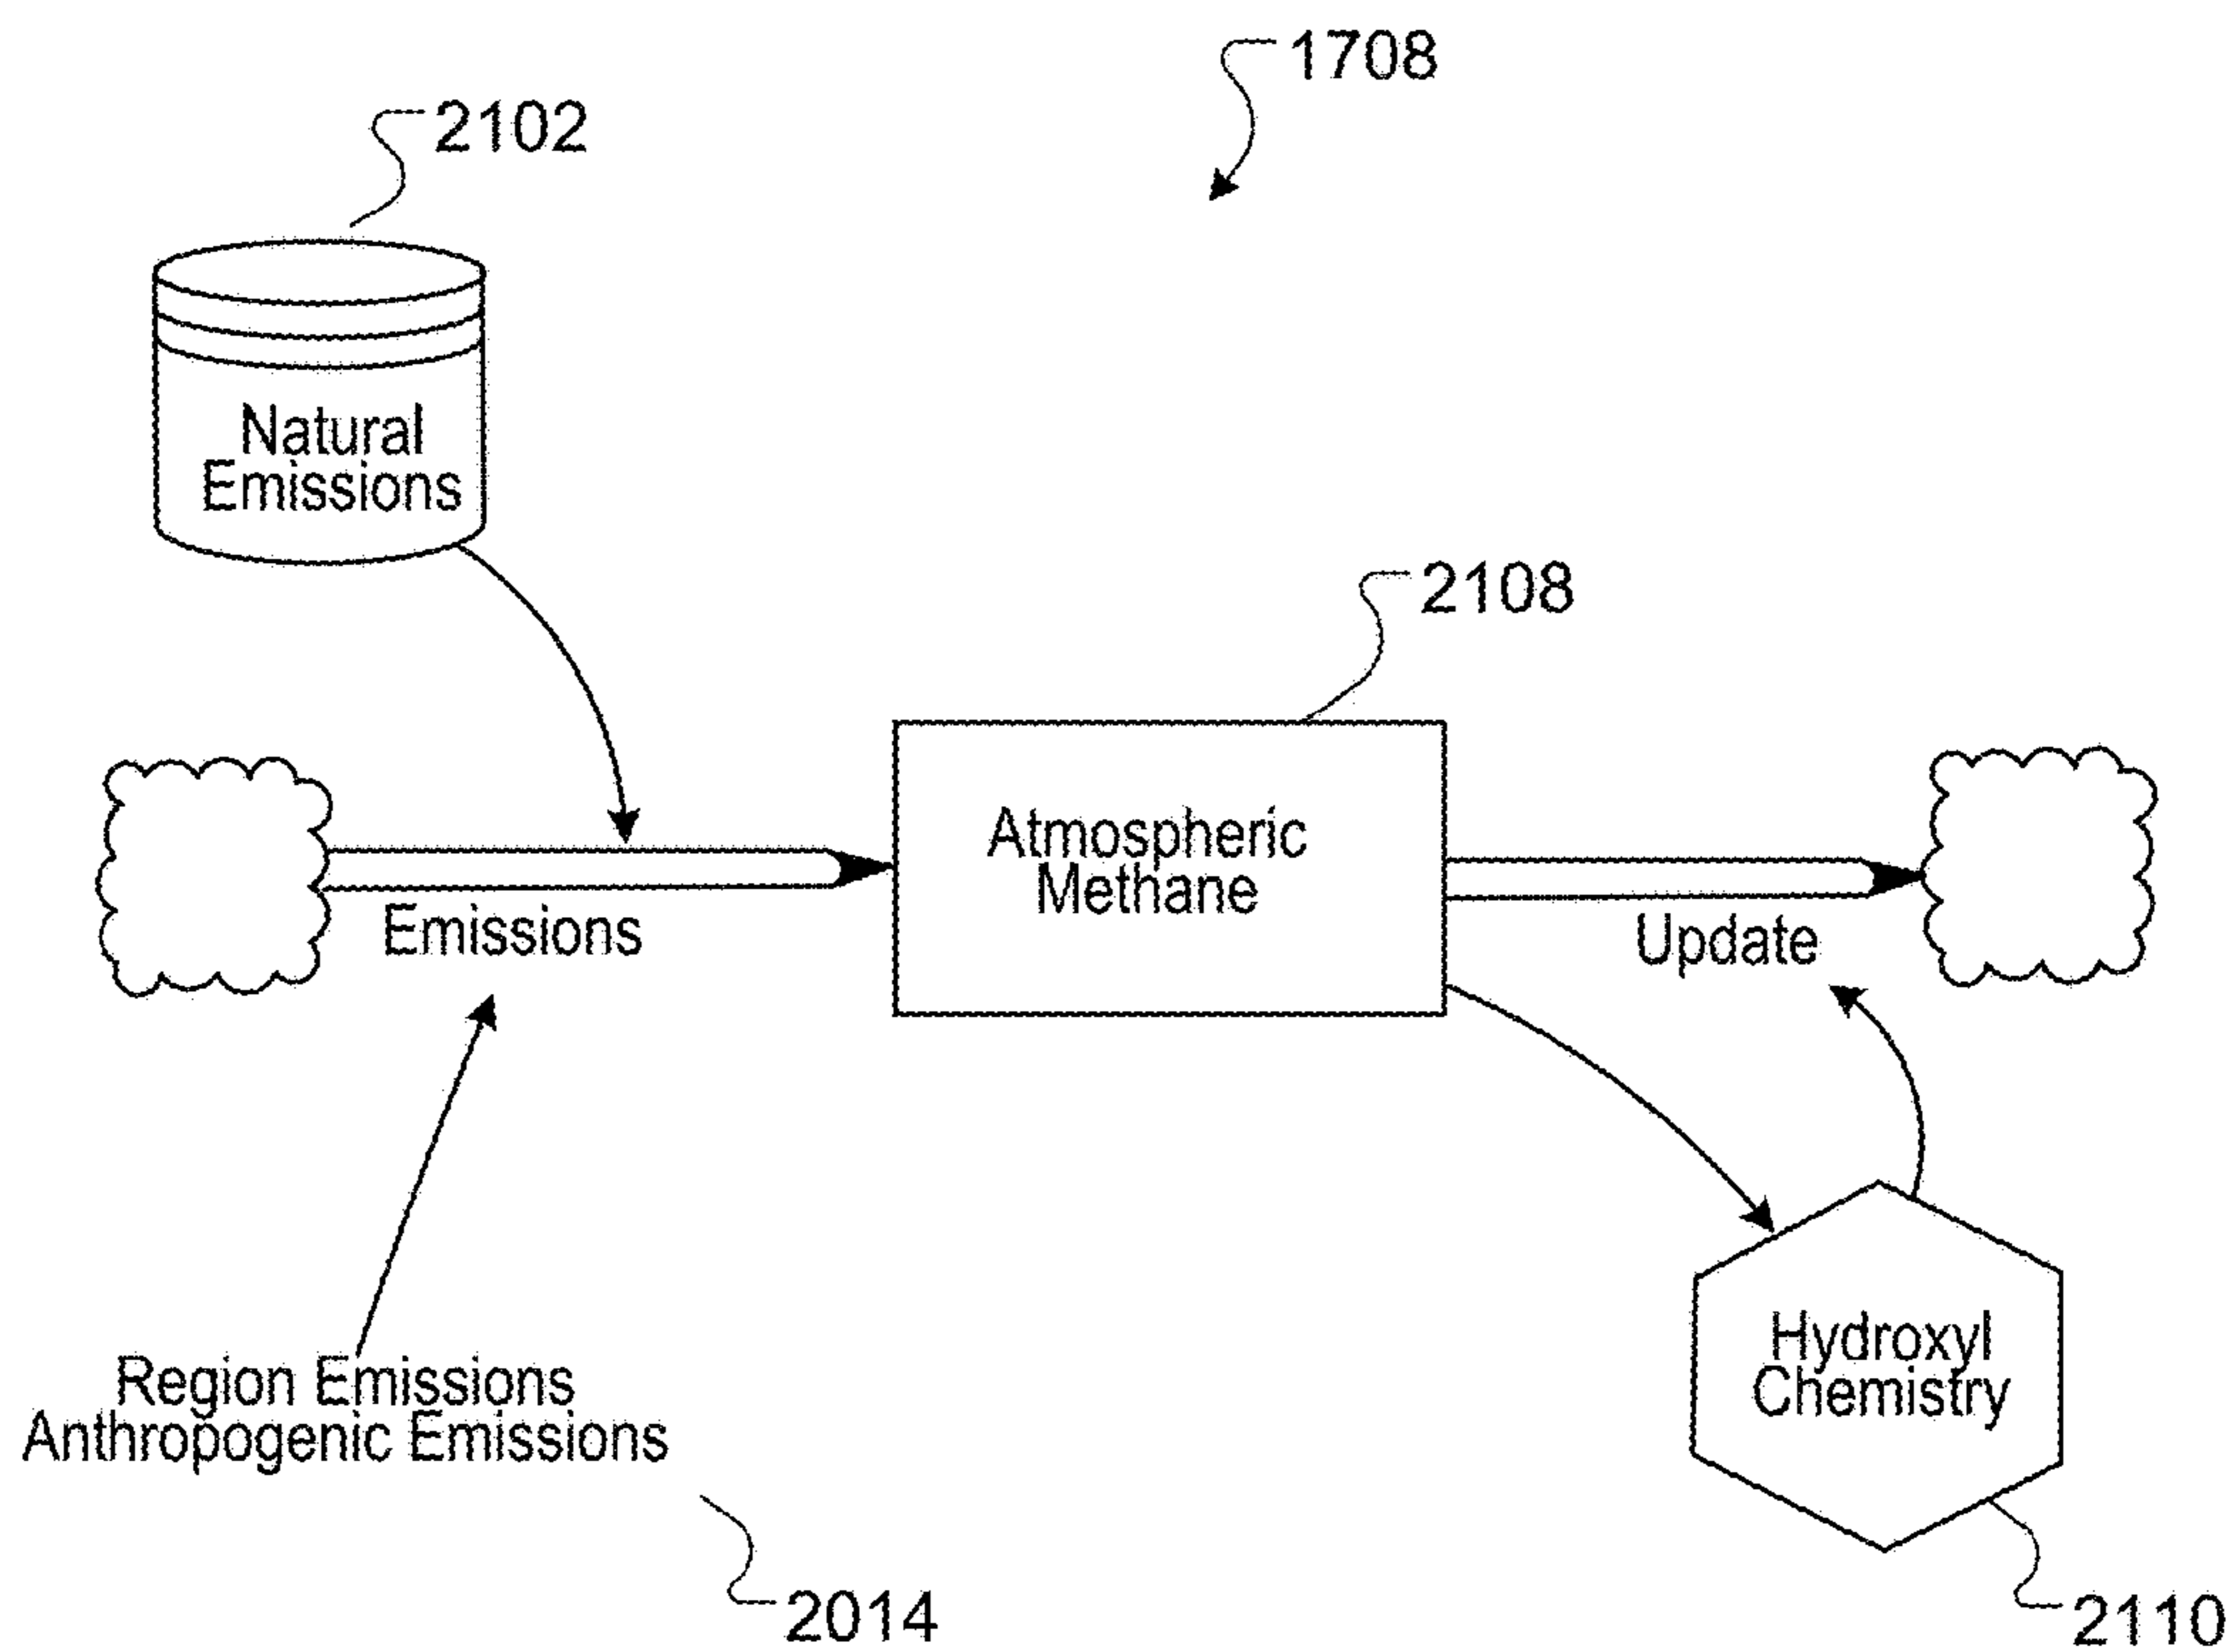 1708
2102
Natural
Emissions
2108
Atmospheric
Methane
Emissions
Update
Region Emissions
Anthropogenic Emissions
Hydroxyl
Chemistry
2014
2110